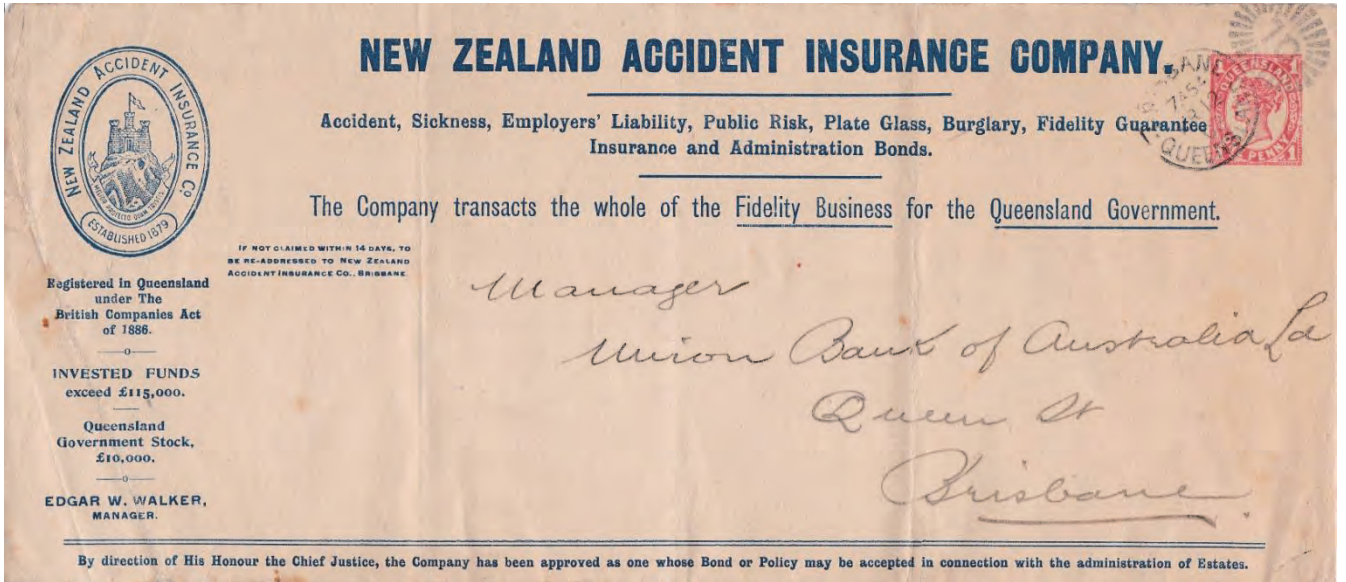 NEW ZEALAND ACCIDENT INSURANCE COMPANY.
Accident, Sickness, Employers' Liability, Public Risk, Plate Glass, Burglary, Fidelity Guarantee
Insurance and Administration Bonds.
The Company transacts the whole of the Fidelity Business for the Queensland Government.
NEW ZEALAND ACCIDENT INSURANCE Co
ESTABLISHED 1879
IF NOT CLAIMED WITHIN 14 DAYS, TO
BE RE-ADDRESSED TO NEW ZEALAND
ACCIDENT INSURANCE CO., BRISBANE.
Registered in Queensland
under The
British Companies Act
of 1886.
INVESTED FUNDS
exceed £115,000.
Queensland
Government Stock,
£10,000.
EDGAR W. WALKER,
MANAGER.
BRISBANE
QUEENSLAND
QUEENSLAND
PENNY
1
1
Manager
Union Bank of Australia Ld
Queen St
Brisbane
By direction of His Honour the Chief Justice, the Company has been approved as one whose Bond or Policy may be accepted in connection with the administration of Estates.